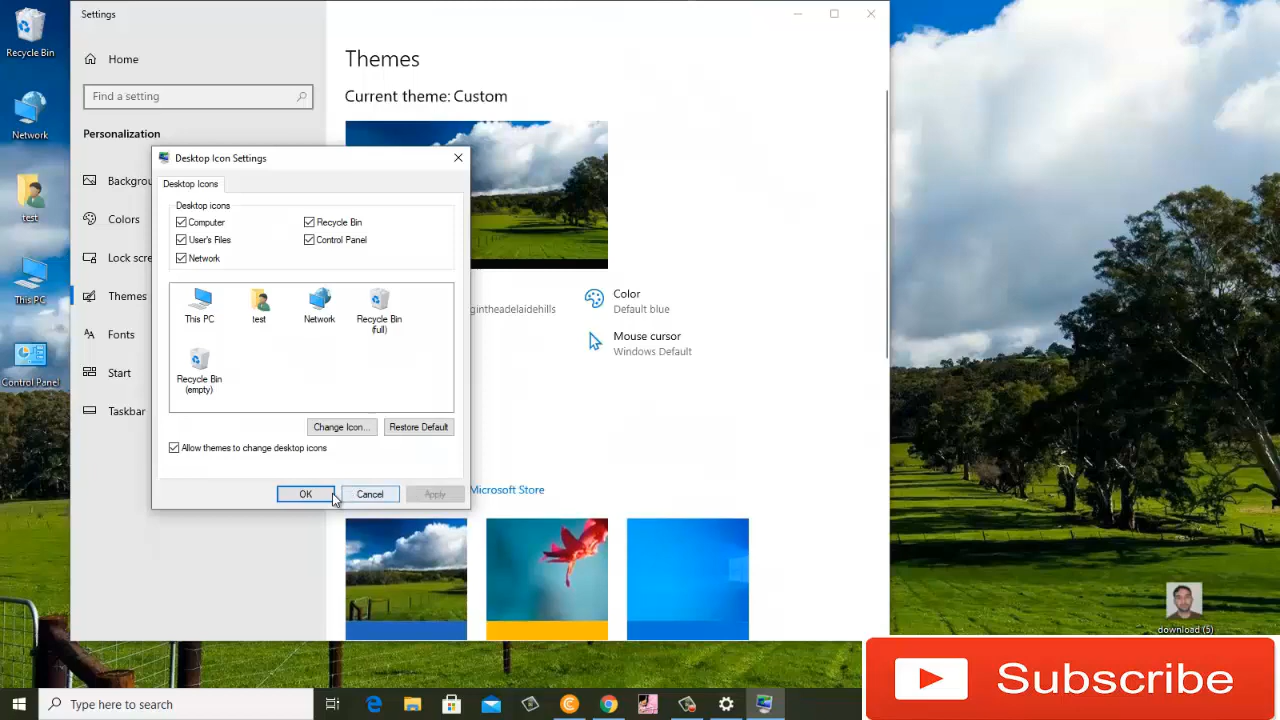 Recycle Bin
Network
test
This PC
Control Panel
Settings
Home
Find a setting
Personalization
Backgrou
Colors
Lock scre
Themes
Fonts
Start
Taskbar
Themes
Current theme: Custom
gintheadelaidehills
Color
Default blue
Mouse cursor
Windows Default
Microsoft Store
Desktop Icon Settings
Desktop Icons
Desktop icons
Computer
Recycle Bin
User's Files
Control Panel
Network
This PC
test
Network
Recycle Bin
(full)
Recycle Bin
(empty)
Change Icon...
Restore Default
Allow themes to change desktop icons
OK
Cancel
Apply
download (5)
Type here to search
Subscribe